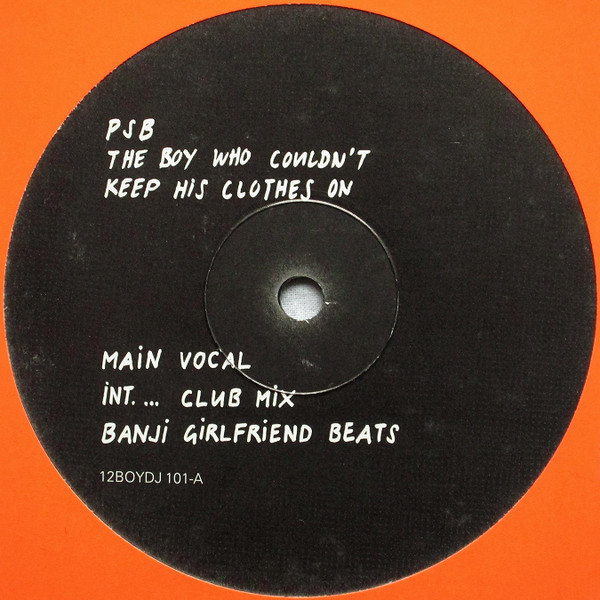 PSB
THE BOY WHO COULDN'T
KEEP HIS CLOTHES ON
MAIN VOCAL
INT. ... CLUB MIX
BANJI GIRLFRIEND BEATS
12BOYDJ 101-A